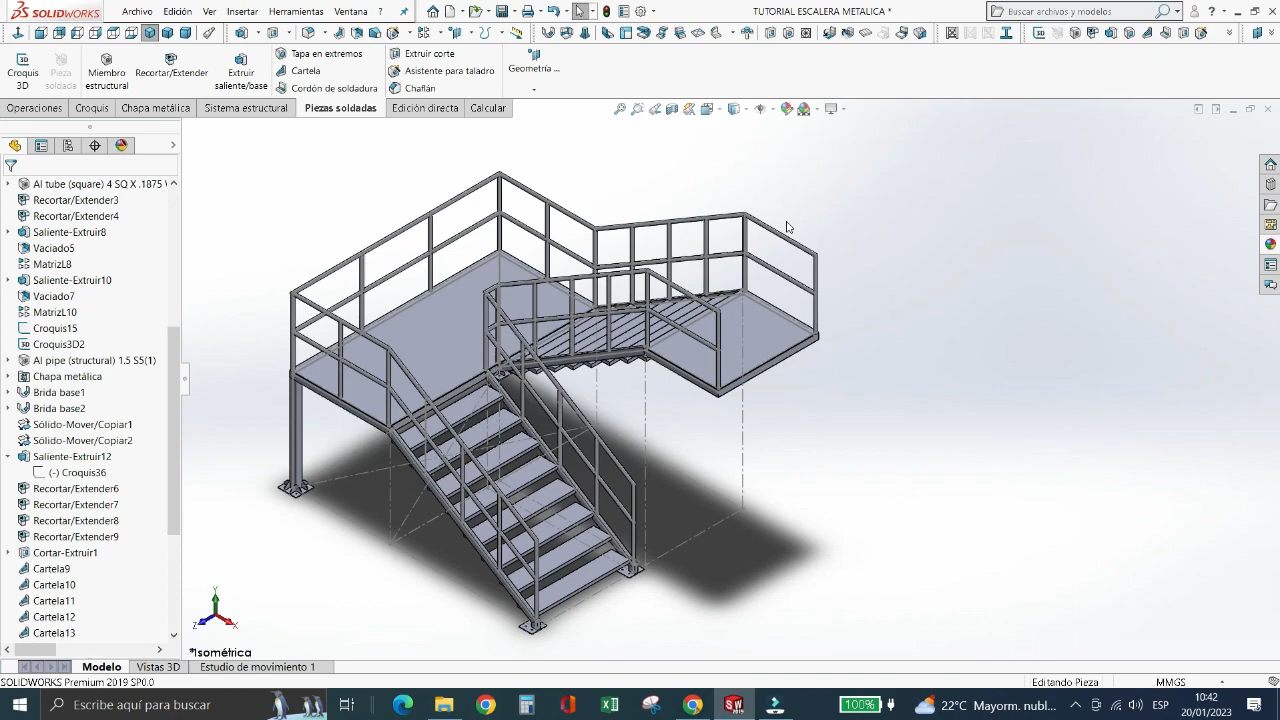 SOLIDWORKS
Archivo Edición Ver Insertar Herramientas Ventana ?
TUTORIAL ESCALERA METALICA *
Buscar archivos y modelos
Croquis 3D
Pieza soldada
Miembro estructural
Recortar/Extender
Extruir saliente/base
Tapa en extremos
Cartela
Cordón de soldadura
Extruir corte
Asistente para taladro
Chaflán
Geometría ...
Operaciones Croquis Chapa metálica Sistema estructural Piezas soldadas Edición directa Calcular
Al tube (square) 4 SQ X .1875
Recortar/Extender3
Recortar/Extender4
Saliente-Extruir8
Vaciado5
MatrizL8
Saliente-Extruir10
Vaciado7
MatrizL10
Croquis15
Croquis3D2
Al pipe (structural) 1.5 S5(1)
Chapa metálica
Brida base1
Brida base2
Sólido-Mover/Copiar1
Sólido-Mover/Copiar2
Saliente-Extruir12
(-) Croquis36
Recortar/Extender6
Recortar/Extender7
Recortar/Extender8
Recortar/Extender9
Cortar-Extruir1
Cartela9
Cartela10
Cartela11
Cartela12
Cartela13
Y
Z X
*Isométrica
Modelo Vistas 3D Estudio de movimiento 1
SOLIDWORKS Premium 2019 SP0.0
Editando Pieza MMGS
Escribe aquí para buscar
100%
22°C Mayorm. nubl...
ESP
10:42
20/01/2023